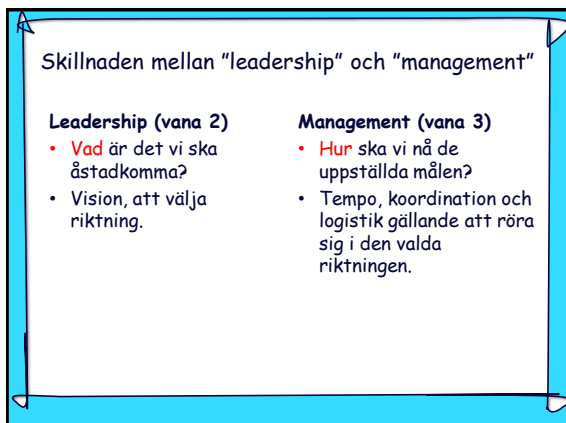 Skillnaden mellan ”leadership” och ”management”
Leadership (vana 2)
• Vad är det vi ska
åstadkomma?
• Vision, att välja
riktning.
Management (vana 3)
• Hur ska vi nå de
uppställda målen?
• Tempo, koordination och
logistik gällande att röra
sig i den valda
riktningen.